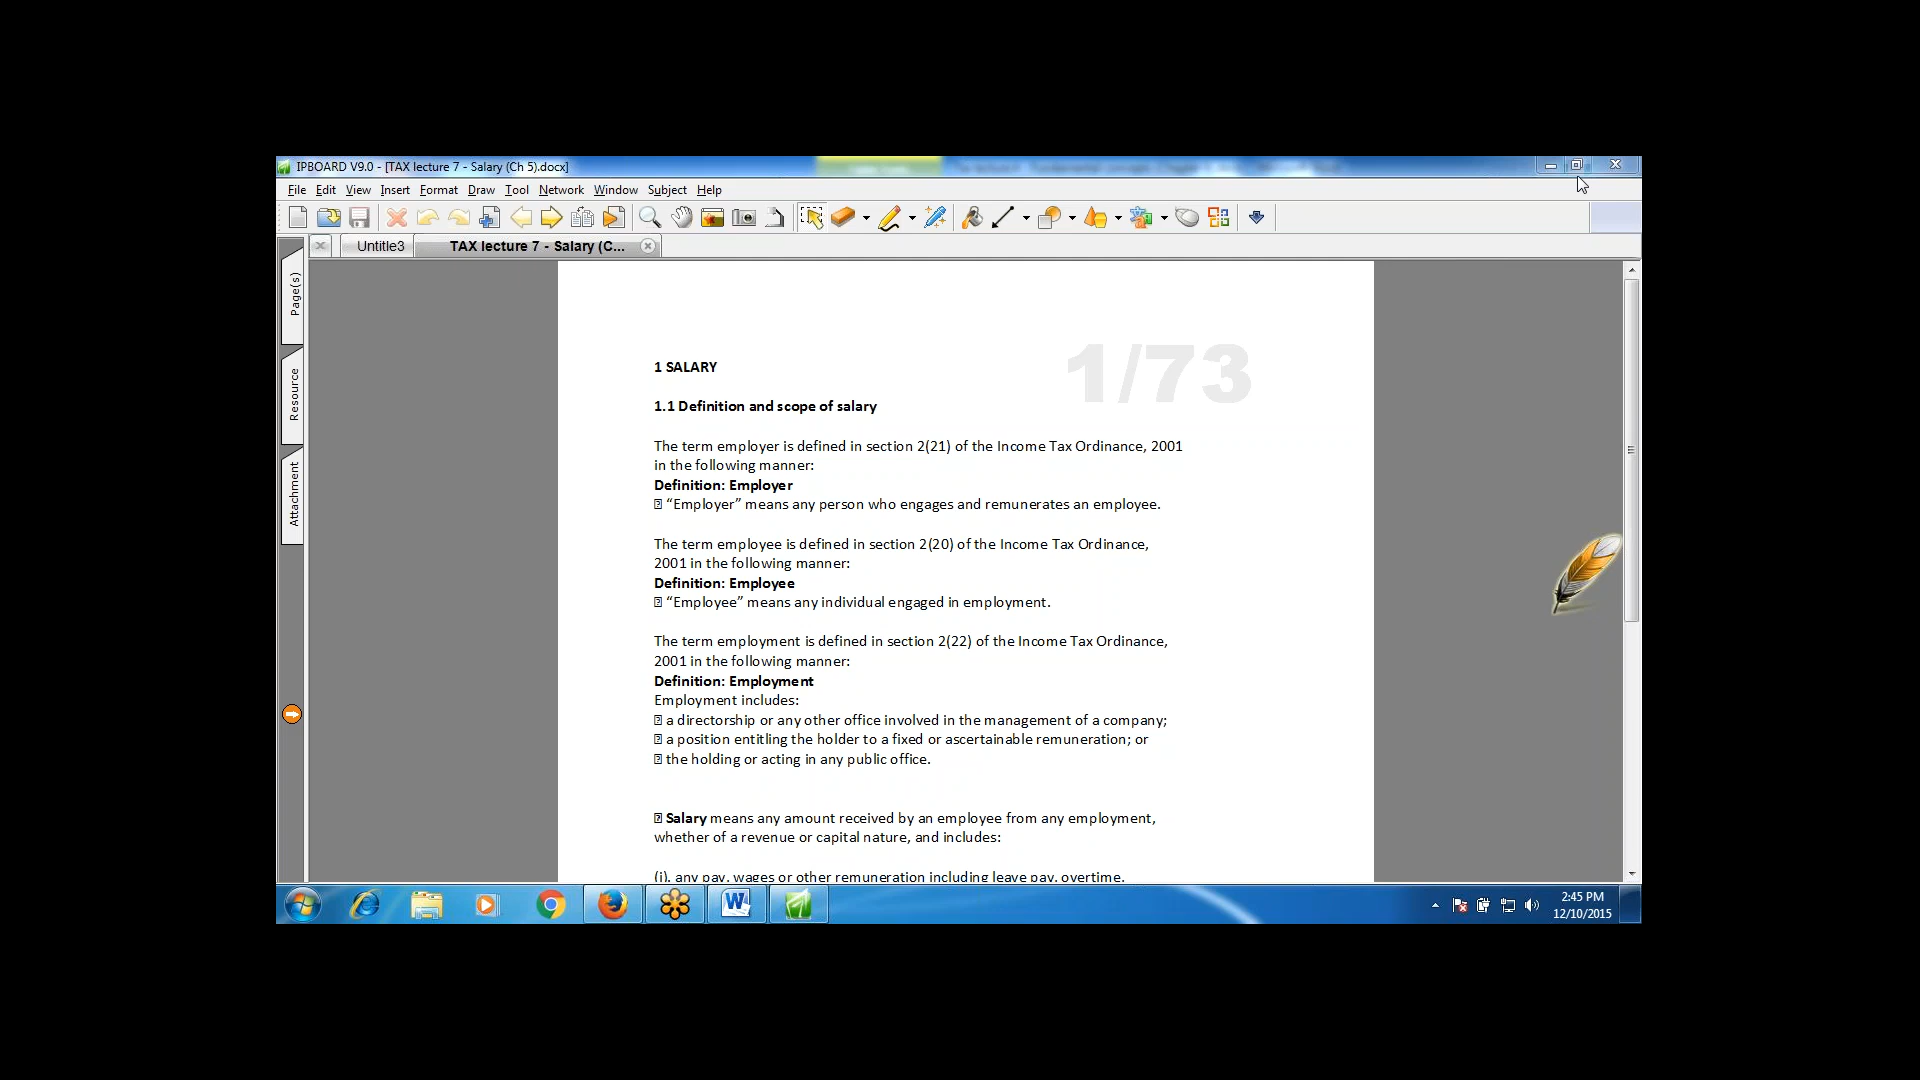 IPBOARD V9.0 - [TAX lecture 7 - Salary (Ch 5).docx]
File Edit View Insert Format Draw Tool Network Window Subject Help
Untitle3 TAX lecture 7 - Salary (C...
Page(s)
Resource
Attachment
1/73
1 SALARY
1.1 Definition and scope of salary
The term employer is defined in section 2(21) of the Income Tax Ordinance, 2001
in the following manner:
Definition: Employer
“Employer” means any person who engages and remunerates an employee.
The term employee is defined in section 2(20) of the Income Tax Ordinance,
2001 in the following manner:
Definition: Employee
“Employee” means any individual engaged in employment.
The term employment is defined in section 2(22) of the Income Tax Ordinance,
2001 in the following manner:
Definition: Employment
Employment includes:
a directorship or any other office involved in the management of a company;
a position entitling the holder to a fixed or ascertainable remuneration; or
the holding or acting in any public office.
Salary means any amount received by an employee from any employment,
whether of a revenue or capital nature, and includes:
(i). any pay, wages or other remuneration including leave pay, overtime,
2:45 PM
12/10/2015